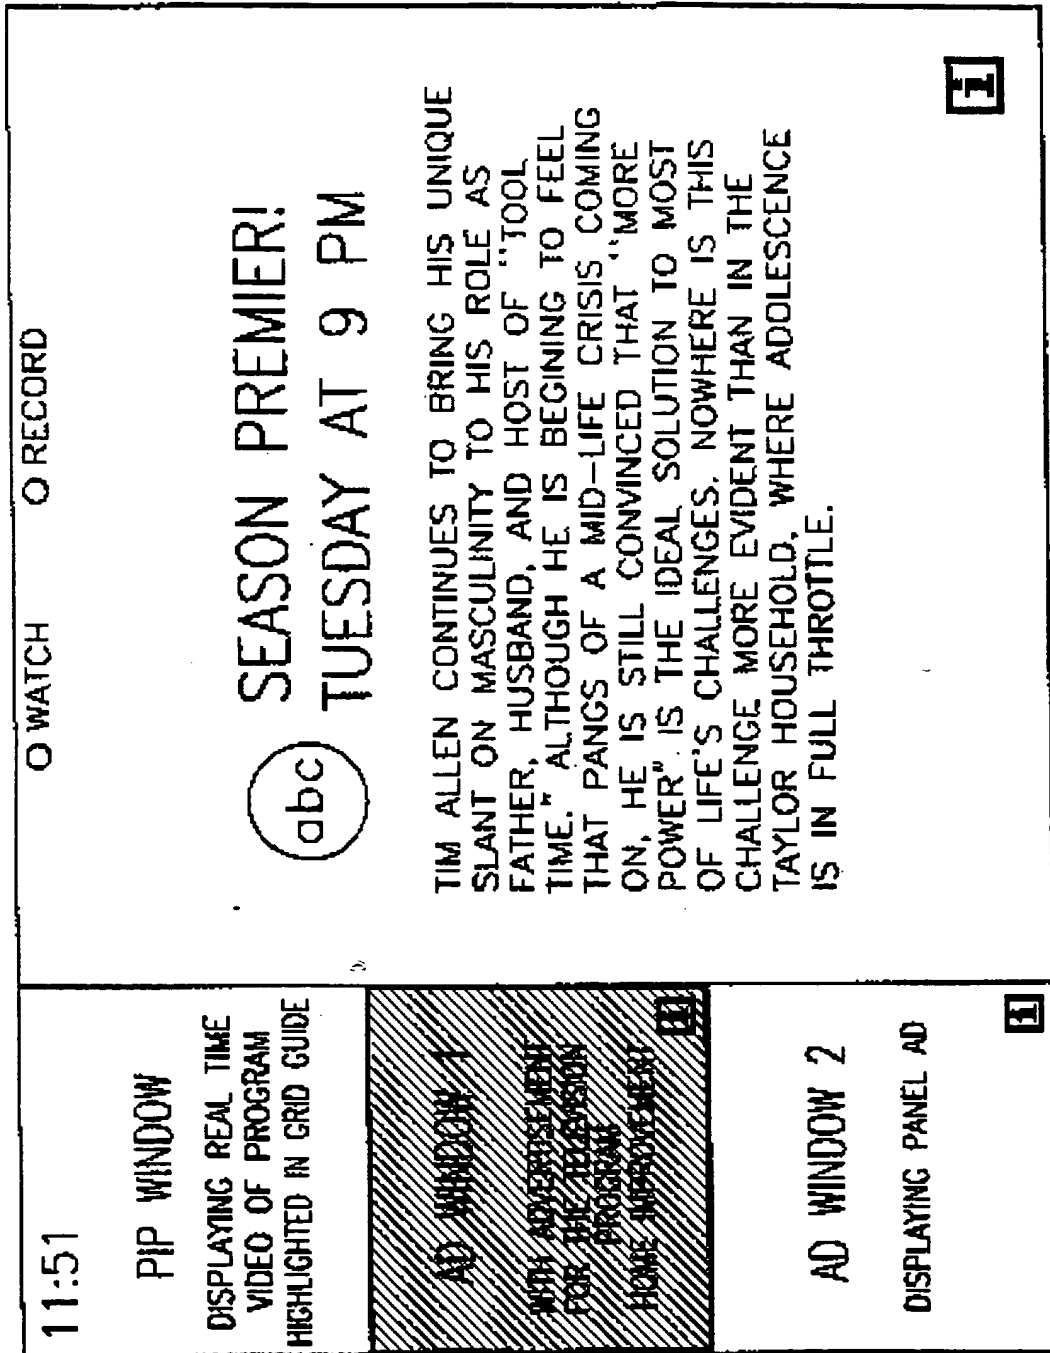 11:51
O WATCH
O RECORD
PIP WINDOW
DISPLAYING REAL TIME
VIDEO OF PROGRAM
HIGHLIGHTED IN GRID GUIDE
AD WINDOW 1
WITH ADVERTISEMENT
FOR THE TELEVISION
PROGRAM
HOME IMPROVEMENT
i
AD WINDOW 2
DISPLAYING PANEL AD
i
abc
SEASON PREMIER!
TUESDAY AT 9 PM
TIM ALLEN CONTINUES TO BRING HIS UNIQUE
SLANT ON MASCULINITY TO HIS ROLE AS
FATHER, HUSBAND, AND HOST OF ``TOOL
TIME." ALTHOUGH HE IS BEGINING TO FEEL
THAT PANGS OF A MID-LIFE CRISIS COMING
ON, HE IS STILL CONVINCED THAT ``MORE
POWER" IS THE IDEAL SOLUTION TO MOST
OF LIFE'S CHALLENGES. NOWHERE IS THIS
CHALLENGE MORE EVIDENT THAN IN THE
TAYLOR HOUSEHOLD, WHERE ADOLESCENCE
IS IN FULL THROTTLE.
i